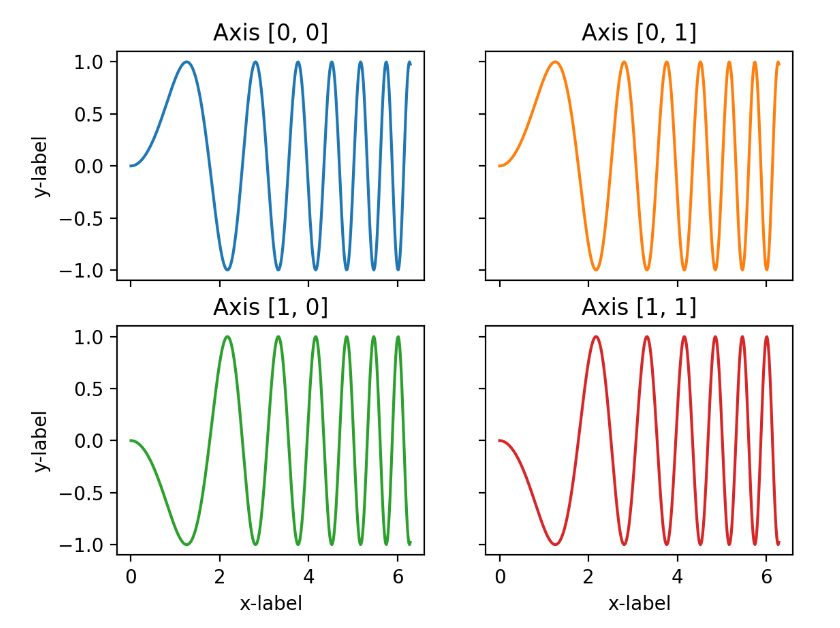 Axis [0, 0]
Axis [0, 1]
y-label
1.0
0.5
0.0
−0.5
−1.0
Axis [1, 0]
Axis [1, 1]
y-label
1.0
0.5
0.0
−0.5
−1.0
0 2 4 6
0 2 4 6
x-label
x-label